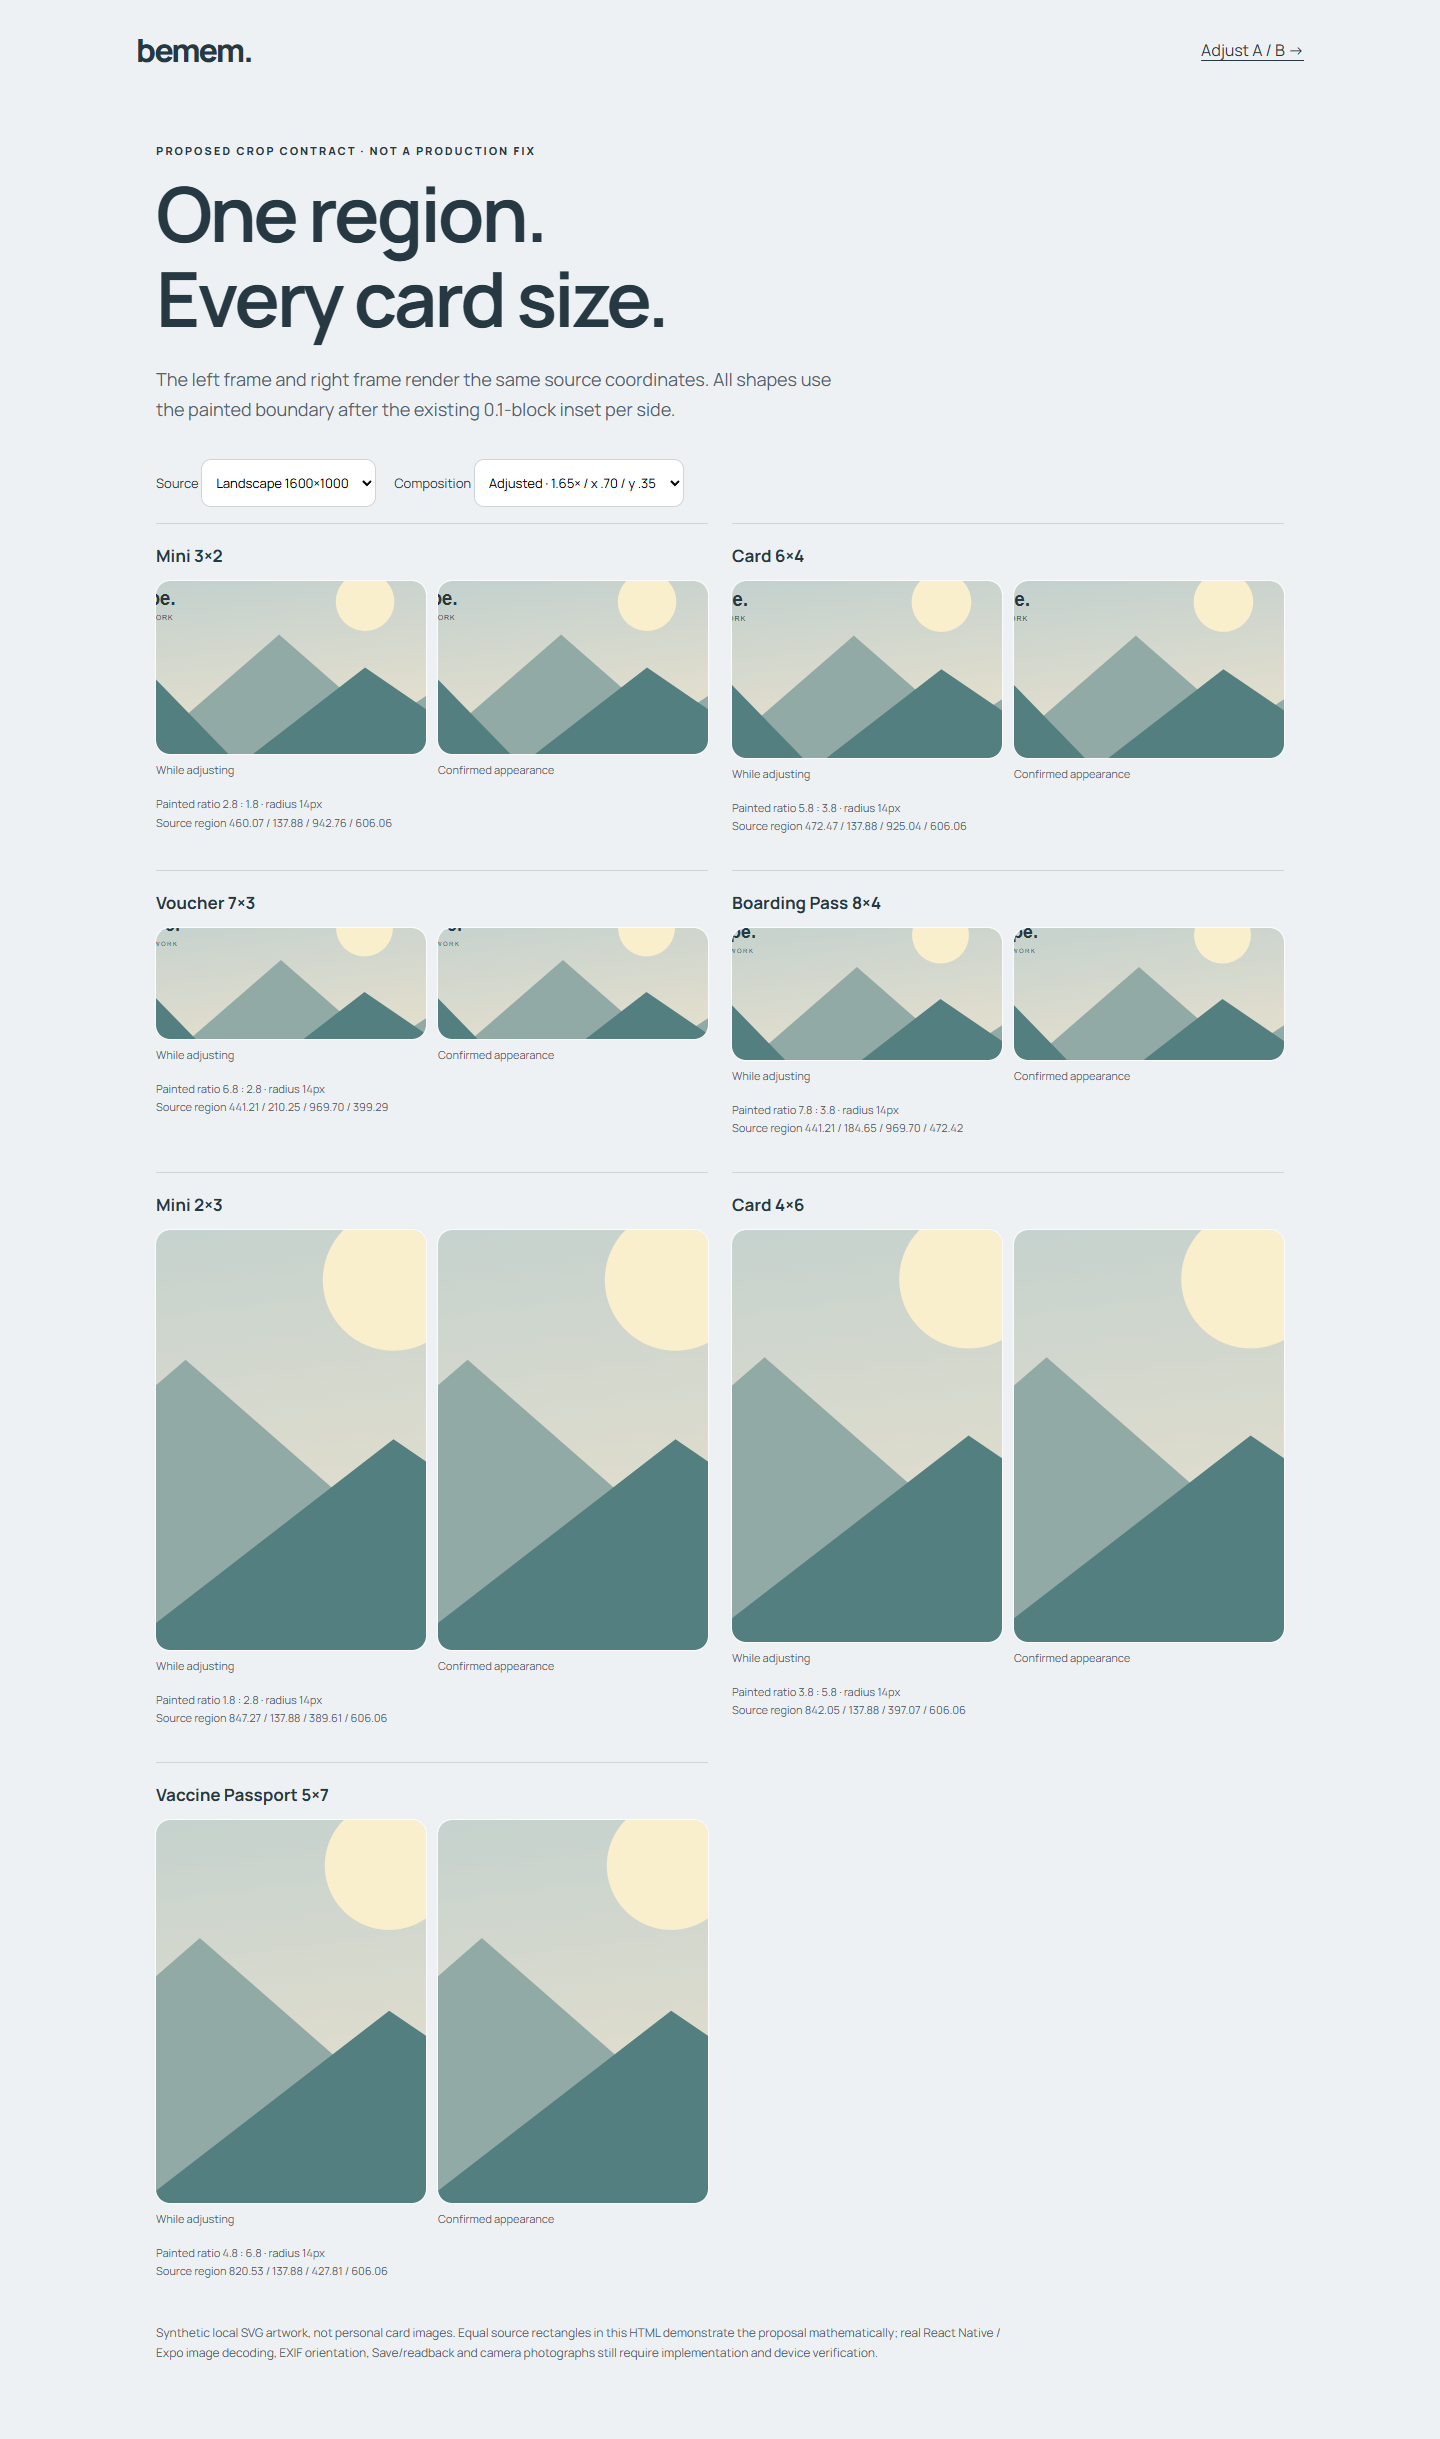 bemem.
Adjust A / B →
PROPOSED CROP CONTRACT · NOT A PRODUCTION FIX
One region.
Every card size.
The left frame and right frame render the same source coordinates. All shapes use
the painted boundary after the existing 0.1-block inset per side.
Source Landscape 1600×1000 Composition Adjusted · 1.65× / x .70 / y .35
Mini 3×2
ORK
ORK
While adjusting
Confirmed appearance
Painted ratio 2.8 : 1.8 · radius 14px
Source region 460.07 / 137.88 / 942.76 / 606.06
Card 6×4
e.
RK
e.
RK
While adjusting
Confirmed appearance
Painted ratio 5.8 : 3.8 · radius 14px
Source region 472.47 / 137.88 / 925.04 / 606.06
Voucher 7×3
WORK
WORK
While adjusting
Confirmed appearance
Painted ratio 6.8 : 2.8 · radius 14px
Source region 441.21 / 210.25 / 969.70 / 399.29
Boarding Pass 8×4
pe.
WORK
pe.
WORK
While adjusting
Confirmed appearance
Painted ratio 7.8 : 3.8 · radius 14px
Source region 441.21 / 184.65 / 969.70 / 472.42
Mini 2×3
While adjusting
Confirmed appearance
Painted ratio 1.8 : 2.8 · radius 14px
Source region 847.27 / 137.88 / 389.61 / 606.06
Card 4×6
While adjusting
Confirmed appearance
Painted ratio 3.8 : 5.8 · radius 14px
Source region 842.05 / 137.88 / 397.07 / 606.06
Vaccine Passport 5×7
While adjusting
Confirmed appearance
Painted ratio 4.8 : 6.8 · radius 14px
Source region 820.53 / 137.88 / 427.81 / 606.06
Synthetic local SVG artwork, not personal card images. Equal source rectangles in this HTML demonstrate the proposal mathematically; real React Native /
Expo image decoding, EXIF orientation, Save/readback and camera photographs still require implementation and device verification.